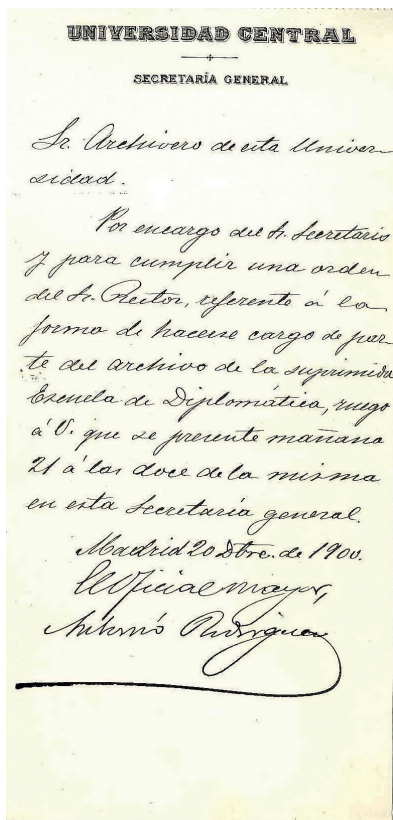 UNIVERSIDAD CENTRAL
SECRETARÍA GENERAL
Sr. Archivero de esta Univer-
sidad.
Por encargo del Sr. Secretario
y para cumplir una orden
del Sr. Rector, referente á la
forma de hacerse cargo de par-
te del archivo de la suprimida
Escuela de Diplomática, ruego
á V. que se presente mañana
21 á las doce de la misma
en esta Secretaría general.
Madrid 20 Dbre. de 1900.
El Oficial mayor,
Antonio Rodriguez